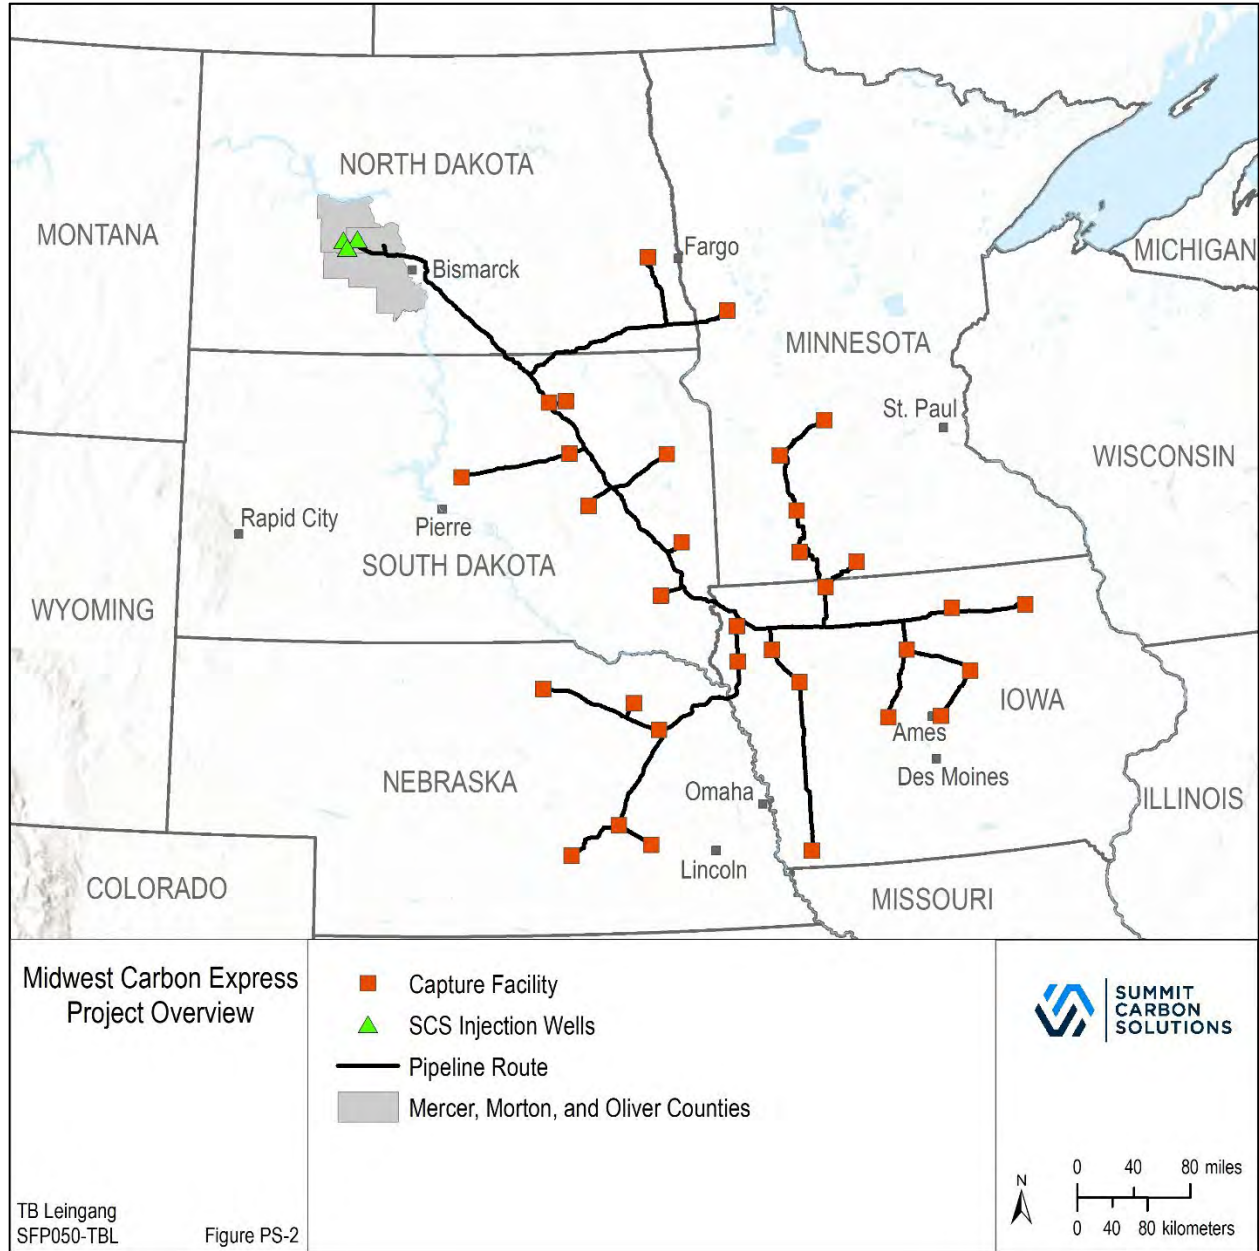 NORTH DAKOTA
MONTANA
Fargo
MICHIGAN
Bismarck
MINNESOTA
St. Paul
WISCONSIN
Rapid City
Pierre
SOUTH DAKOTA
WYOMING
IOWA
Ames
NEBRASKA
Des Moines
Omaha
ILLINOIS
Lincoln
COLORADO
MISSOURI
Midwest Carbon Express
Project Overview
TB Leingang
SFP050-TBL
Figure PS-2
Capture Facility
SCS Injection Wells
Pipeline Route
Mercer, Morton, and Oliver Counties
SUMMIT
CARBON
SOLUTIONS
N
0 40 80 miles
0 40 80 kilometers